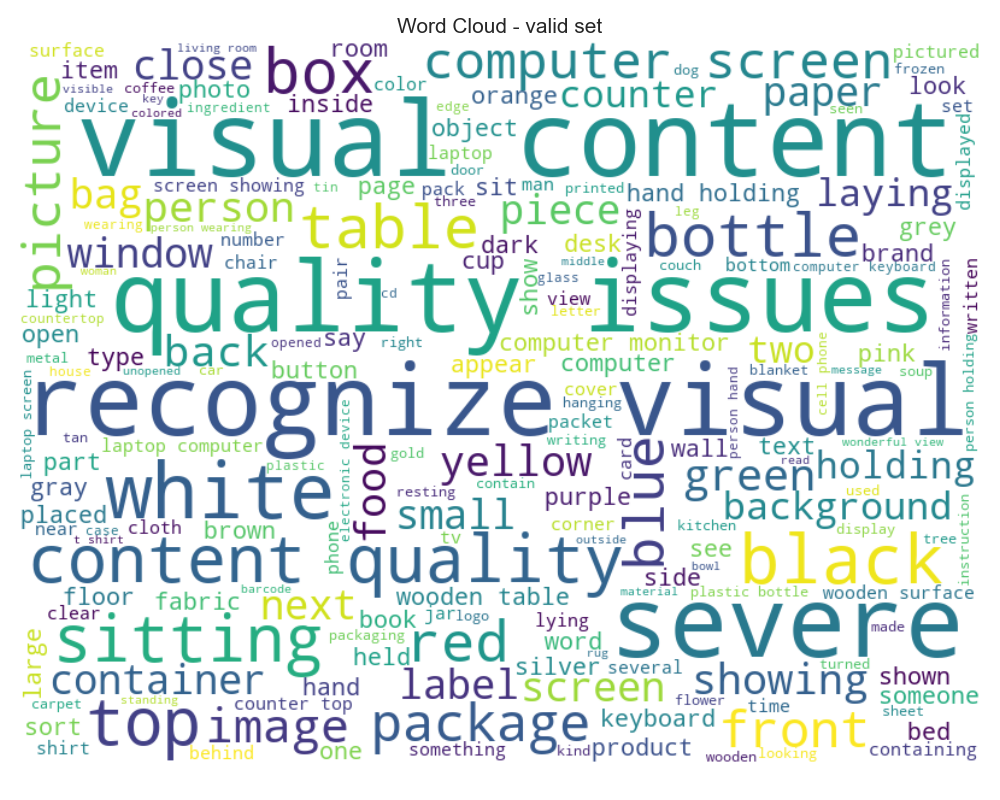 Word Cloud - valid set
surface
living room
room
computer screen
pictured
item
close
box
visible
coffee
photo
color
dog
frozen
device
key
colored
ingredient
inside
orange
counter
paper
look
edge
seen
set
picture
visual content
object
laptop
door
displayed
bag
screen showing
tin
page
pack
sit
man
printed
hand holding
laying
wearing
person
person wearing
three
table
piece
leg
bottle
grey
window
number
dark
desk
brand
woman
chair
pair
cup
show
middle
displaying
couch
bottom
computer keyboard
light
cd
glass
view
letter
information
written
countertop
quality issues
open
type
opened
say
right
computer monitor
two
pink
metal
back
button
appear
computer
cell phone
soup
house
unopened
car
cover
blanket
message
recognize visual
hanging
person hand
person holding
laptop screen
tan
laptop computer
packet
writing
card
wall
text
wonderful view
read
part
plastic
electronic device
food
gold
contain
yellow
blue
green
holding
gray
white
resting
purple
used
placed
small
corner
background
near
case
cloth
brown
phone
tv
kitchen
display
tree
instruction
t shirt
outside
see
black
content quality
bowl
side
floor
fabric
barcode
next
wooden table
material
plastic bottle
wooden surface
clear
book
jar
logo
lying
severe
made
large
sitting
packaging
held
red
word
rug
silver
several
turned
container
hand
label
screen
showing
shown
carpet
standing
counter top
flower
time
someone
sort
top
image
package
keyboard
front
sheet
bed
shirt
behind
one
something
kind
product
wooden
looking
containing